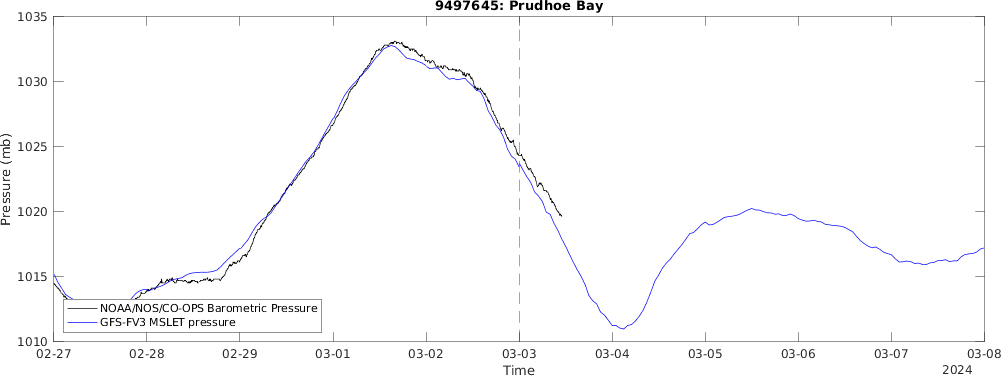 9497645: Prudhoe Bay
1035
1030
1025
1020
1015
1010
Pressure (mb)
NOAA/NOS/CO-OPS Barometric Pressure
GFS-FV3 MSLET pressure
02-27 02-28 02-29 03-01 03-02 03-03 03-04 03-05 03-06 03-07 03-08
Time
2024